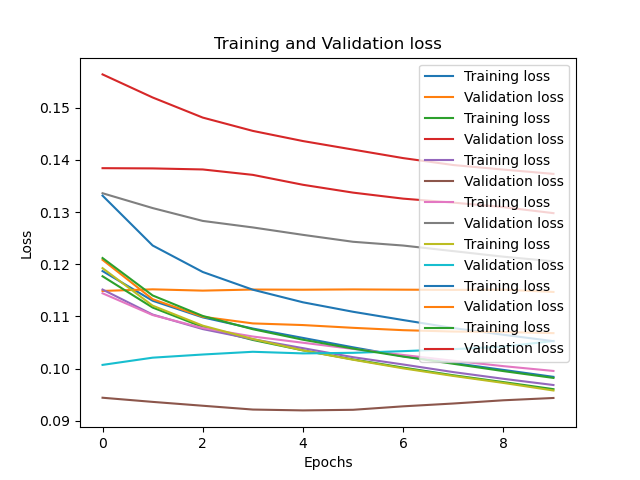 Training and Validation loss
Loss
0.15
0.14
0.13
0.12
0.11
0.10
0.09
Training loss
Validation loss
Training loss
Validation loss
Training loss
Validation loss
Training loss
Validation loss
Training loss
Validation loss
Training loss
Validation loss
Training loss
Validation loss
0 2 4 6 8
Epochs